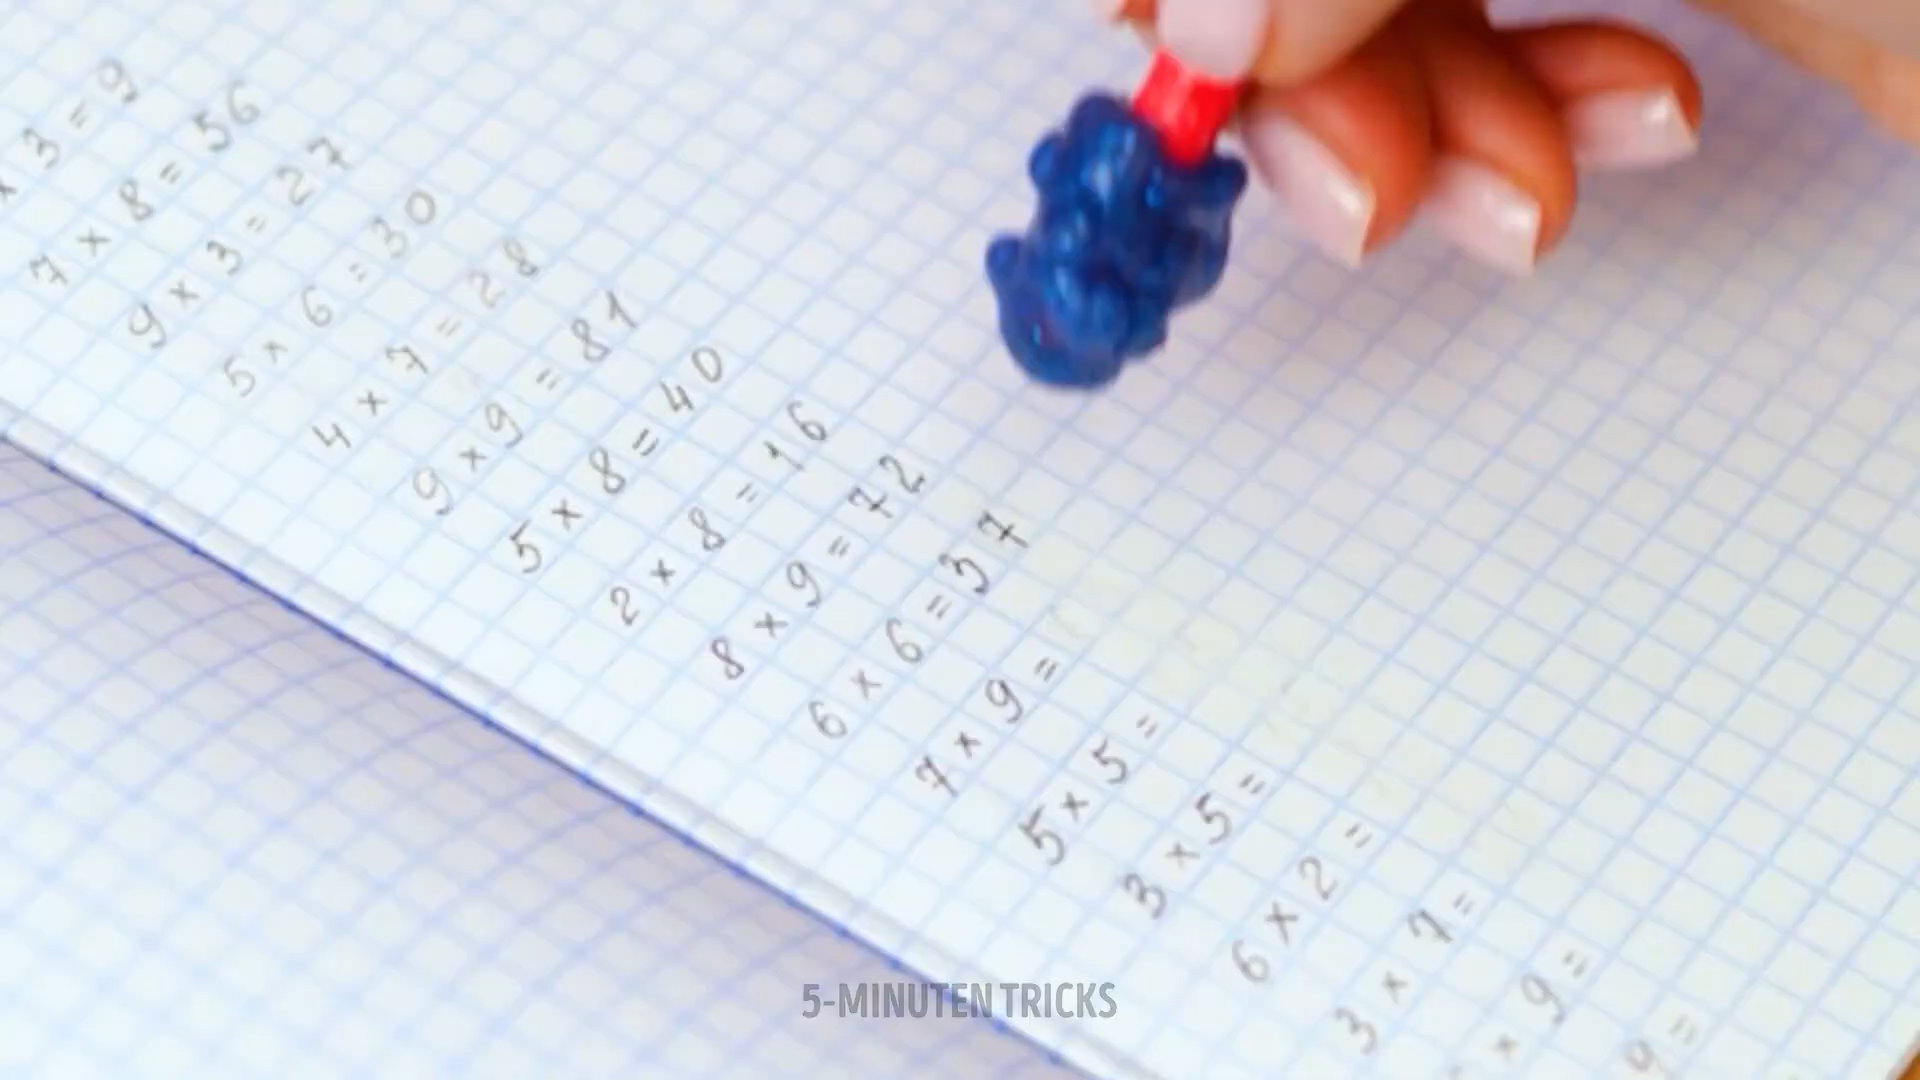 x 3 = 9
7 x 8 = 56
9 x 3 = 27
5 x 6 = 30
4 x 7 = 28
9 x 9 = 81
5 x 8 = 40
2 x 8 = 16
8 x 9 = 72
6 x 6 = 37
7 x 9 =
5 x 5 =
3 x 5 =
6 x 2 =
3 x 7 =
x 9 =
9 =
5-MINUTEN TRICKS